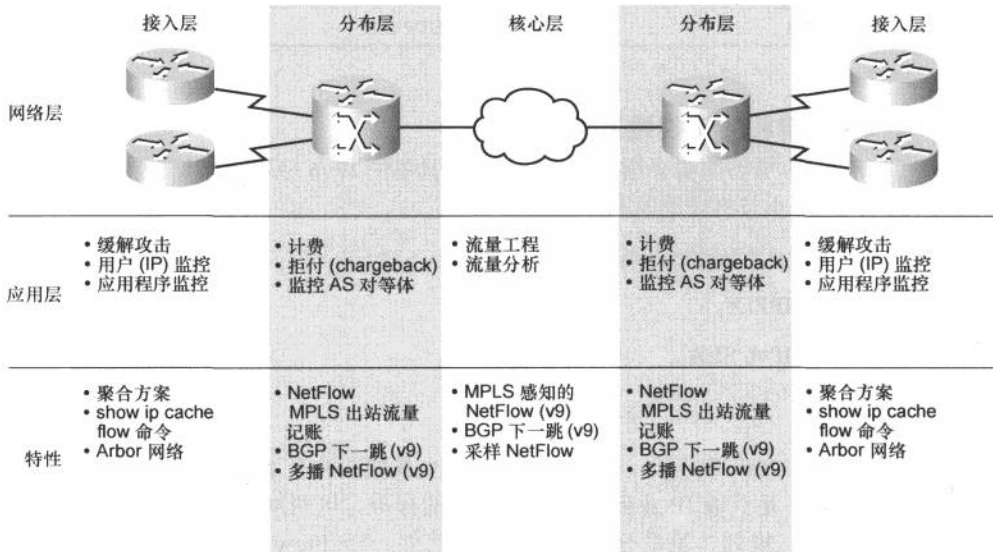 接入层
分布层
核心层
分布层
接入层
网络层
应用层
• 缓解攻击
• 用户 (IP) 监控
• 应用程序监控
• 计费
• 拒付 (chargeback)
• 监控 AS 对等体
• 流量工程
• 流量分析
• 计费
• 拒付 (chargeback)
• 监控 AS 对等体
• 缓解攻击
• 用户 (IP) 监控
• 应用程序监控
特性
• 聚合方案
• show ip cache
flow 命令
• Arbor 网络
• NetFlow
MPLS 出站流量
记账
• BGP 下一跳 (v9)
• 多播 NetFlow (v9)
• MPLS 感知的
NetFlow (v9)
• BGP 下一跳 (v9)
• 采样 NetFlow
• NetFlow
MPLS 出站流量
记账
• BGP 下一跳 (v9)
• 多播 NetFlow (v9)
• 聚合方案
• show ip cache
flow 命令
• Arbor 网络